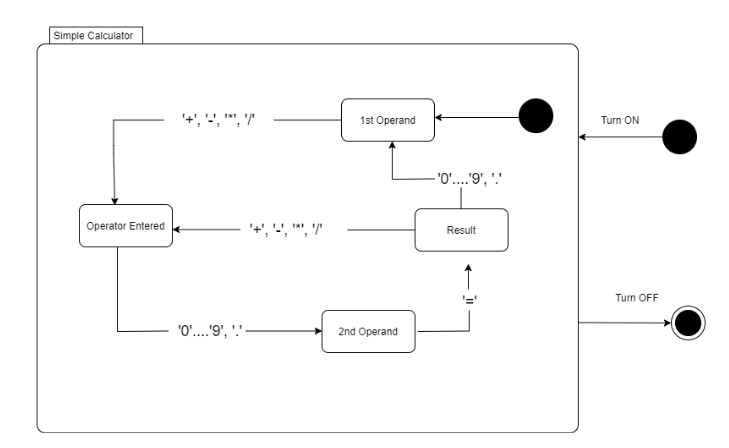 Simple Calculator
'+', '-', '*', '/'
1st Operand
Turn ON
'0'....'9', '.'
Operator Entered
'+', '-', '*', '/'
Result
Turn OFF
'='
'0'....'9', '.'
2nd Operand